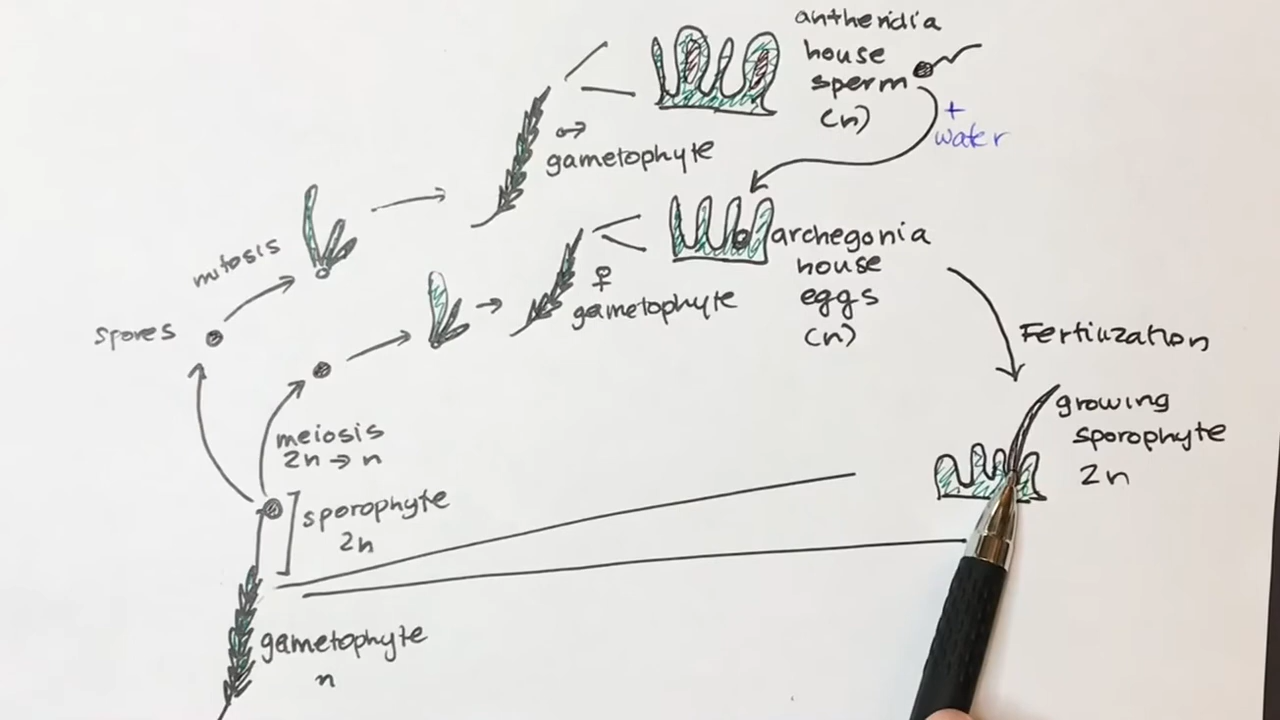 antheridia
house
sperm
(n)
+
water
♂
gametophyte
mitosis
archegonia
house
eggs
(n)
♀
gametophyte
spores
Fertilization
growing
sporophyte
2n
meiosis
2n → n
sporophyte
2n
gametophyte
n